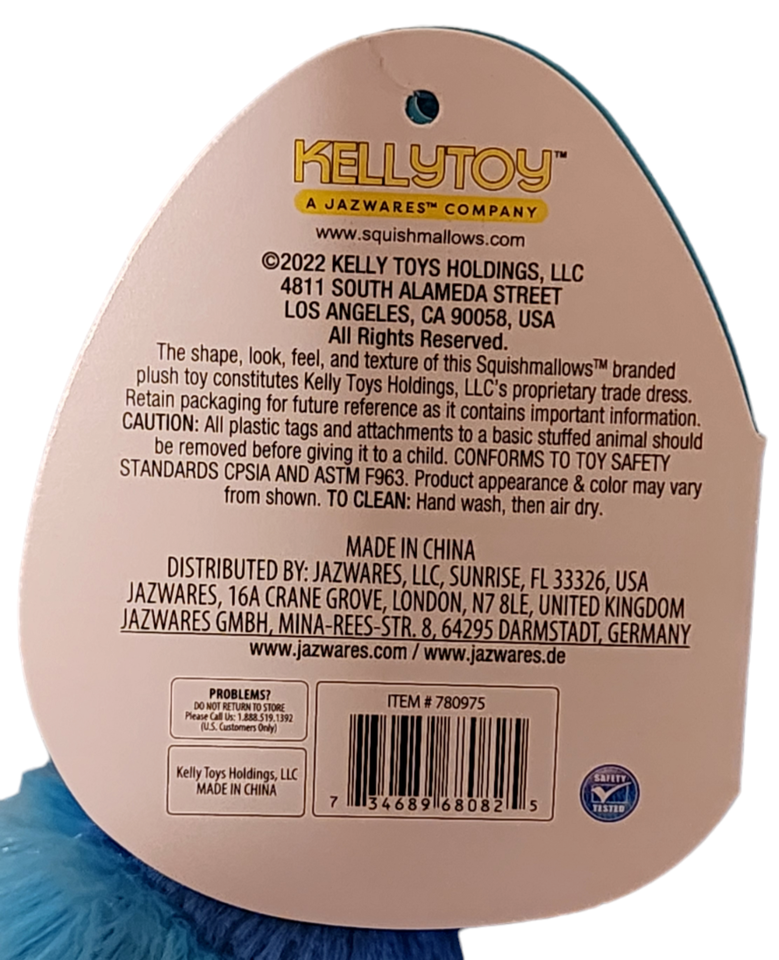 KELLYTOY™
A JAZWARES™ COMPANY
www.squishmallows.com
©2022 KELLY TOYS HOLDINGS, LLC
4811 SOUTH ALAMEDA STREET
LOS ANGELES, CA 90058, USA
All Rights Reserved.
The shape, look, feel, and texture of this Squishmallows™ branded
plush toy constitutes Kelly Toys Holdings, LLC's proprietary trade dress.
Retain packaging for future reference as it contains important information.
CAUTION: All plastic tags and attachments to a basic stuffed animal should
be removed before giving it to a child. CONFORMS TO TOY SAFETY
STANDARDS CPSIA AND ASTM F963. Product appearance & color may vary
from shown. TO CLEAN: Hand wash, then air dry.
MADE IN CHINA
DISTRIBUTED BY: JAZWARES, LLC, SUNRISE, FL 33326, USA
JAZWARES, 16A CRANE GROVE, LONDON, N7 8LE, UNITED KINGDOM
JAZWARES GMBH, MINA-REES-STR. 8, 64295 DARMSTADT, GERMANY
www.jazwares.com / www.jazwares.de
PROBLEMS?
DO NOT RETURN TO STORE
Please Call Us: 1.888.519.1392
(U.S. Customers Only)
Kelly Toys Holdings, LLC
MADE IN CHINA
ITEM # 780975
7 34689 68082 5
SAFETY
TESTED